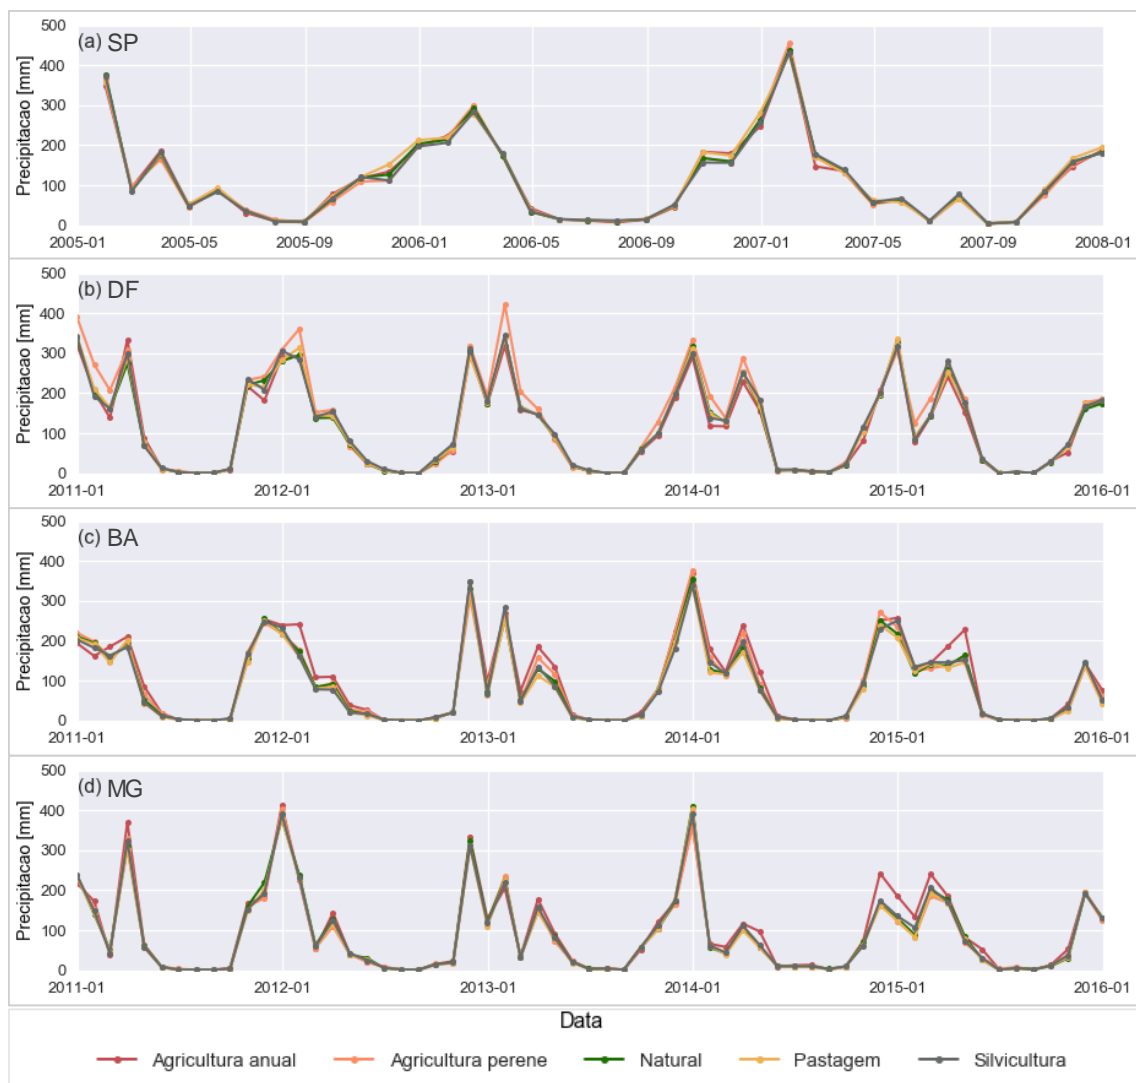 (a) SP
Precipitacao [mm]
500
400
300
200
100
0
2005-01 2005-05 2005-09 2006-01 2006-05 2006-09 2007-01 2007-05 2007-09 2008-01
(b) DF
Precipitacao [mm]
500
400
300
200
100
0
2011-01 2012-01 2013-01 2014-01 2015-01 2016-01
(c) BA
Precipitacao [mm]
500
400
300
200
100
0
2011-01 2012-01 2013-01 2014-01 2015-01 2016-01
(d) MG
Precipitacao [mm]
500
400
300
200
100
0
2011-01 2012-01 2013-01 2014-01 2015-01 2016-01
Data
Agricultura anual Agricultura perene Natural Pastagem Silvicultura